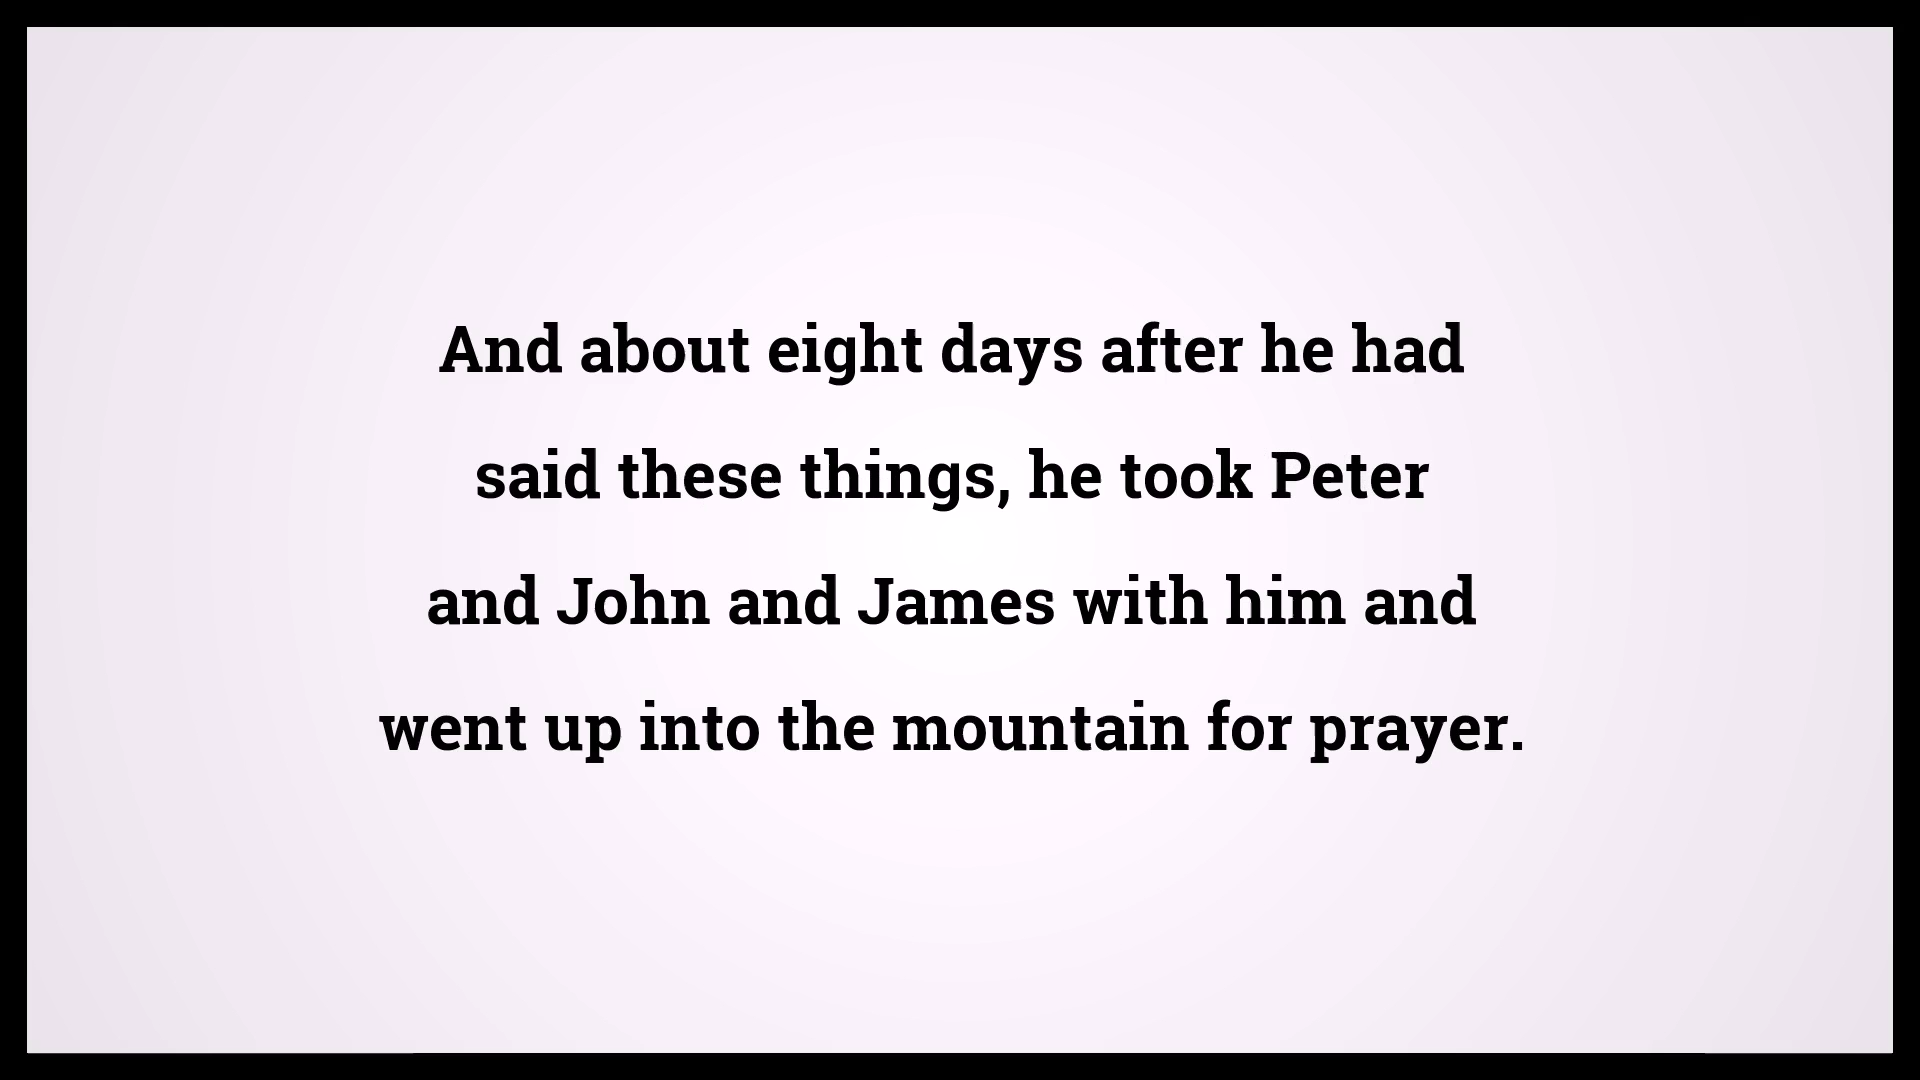 And about eight days after he had
said these things, he took Peter
and John and James with him and
went up into the mountain for prayer.